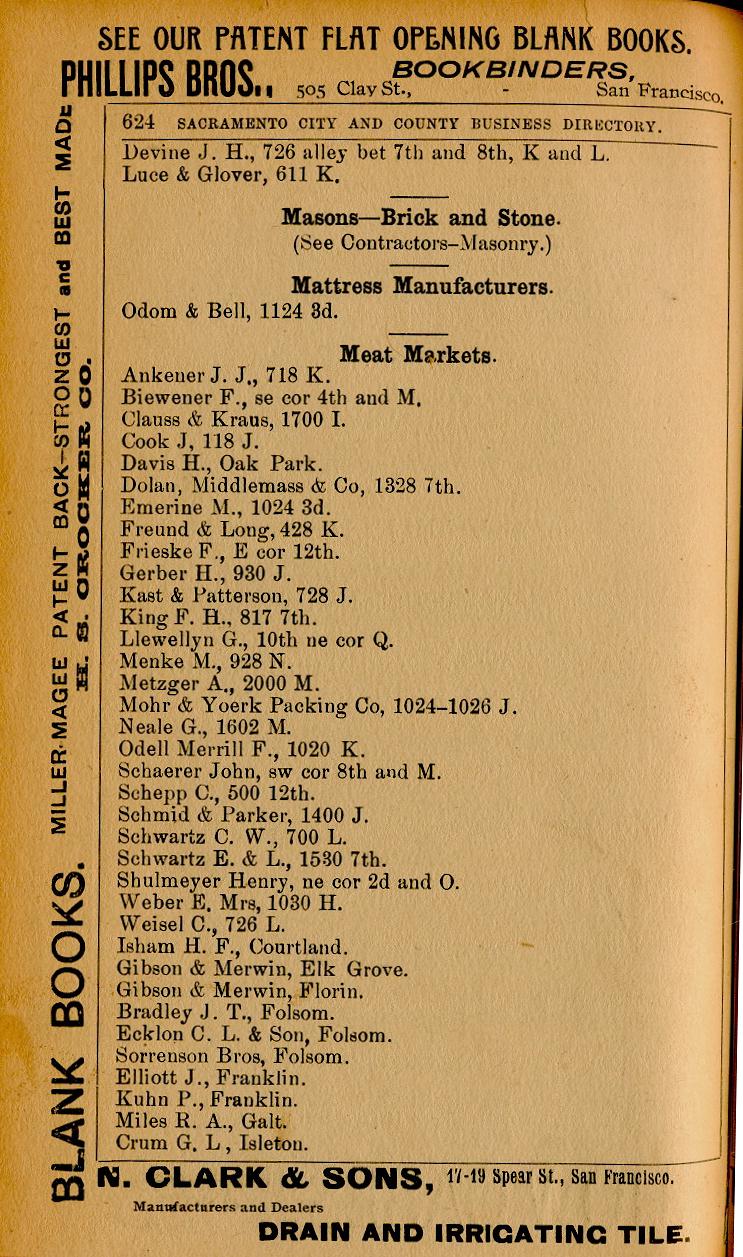 SEE OUR PATENT FLAT OPENING BLANK BOOKS.
PHILLIPS BROS., BOOKBINDERS,
505 Clay St., - San Francisco.
624 SACRAMENTO CITY AND COUNTY BUSINESS DIRECTORY.
Devine J. H., 726 alley bet 7th and 8th, K and L.
Luce & Glover, 611 K.
Masons—Brick and Stone.
(See Contractors-Masonry.)
Mattress Manufacturers.
Odom & Bell, 1124 3d.
Meat Markets.
Ankener J. J., 718 K.
Biewener F., se cor 4th and M.
Clauss & Kraus, 1700 I.
Cook J, 118 J.
Davis H., Oak Park.
Dolan, Middlemass & Co, 1328 7th.
Emerine M., 1024 3d.
Freund & Long, 428 K.
Frieske F., E cor 12th.
Gerber H., 930 J.
Kast & Patterson, 728 J.
King F. H., 817 7th.
Llewellyn G., 10th ne cor Q.
Menke M., 928 N.
Metzger A., 2000 M.
Mohr & Yoerk Packing Co, 1024-1026 J.
Neale G., 1602 M.
Odell Merrill F., 1020 K.
Schaerer John, sw cor 8th and M.
Schepp C., 500 12th.
Schmid & Parker, 1400 J.
Schwartz C. W., 700 L.
Schwartz E. & L., 1530 7th.
Shulmeyer Henry, ne cor 2d and O.
Weber E. Mrs, 1030 H.
Weisel C., 726 L.
Isham H. F., Courtland.
Gibson & Merwin, Elk Grove.
Gibson & Merwin, Florin.
Bradley J. T., Folsom.
Ecklon C. L. & Son, Folsom.
Sorrenson Bros, Folsom.
Elliott J., Franklin.
Kuhn P., Franklin.
Miles R. A., Galt.
Crum G. L, Isleton.
BLANK BOOKS. MILLER-MAGEE PATENT BACK—STRONGEST and BEST MADE
H. S. CROCKER CO.
N. CLARK & SONS, 17-19 Spear St., San Francisco.
Manufacturers and Dealers
DRAIN AND IRRIGATING TILE.